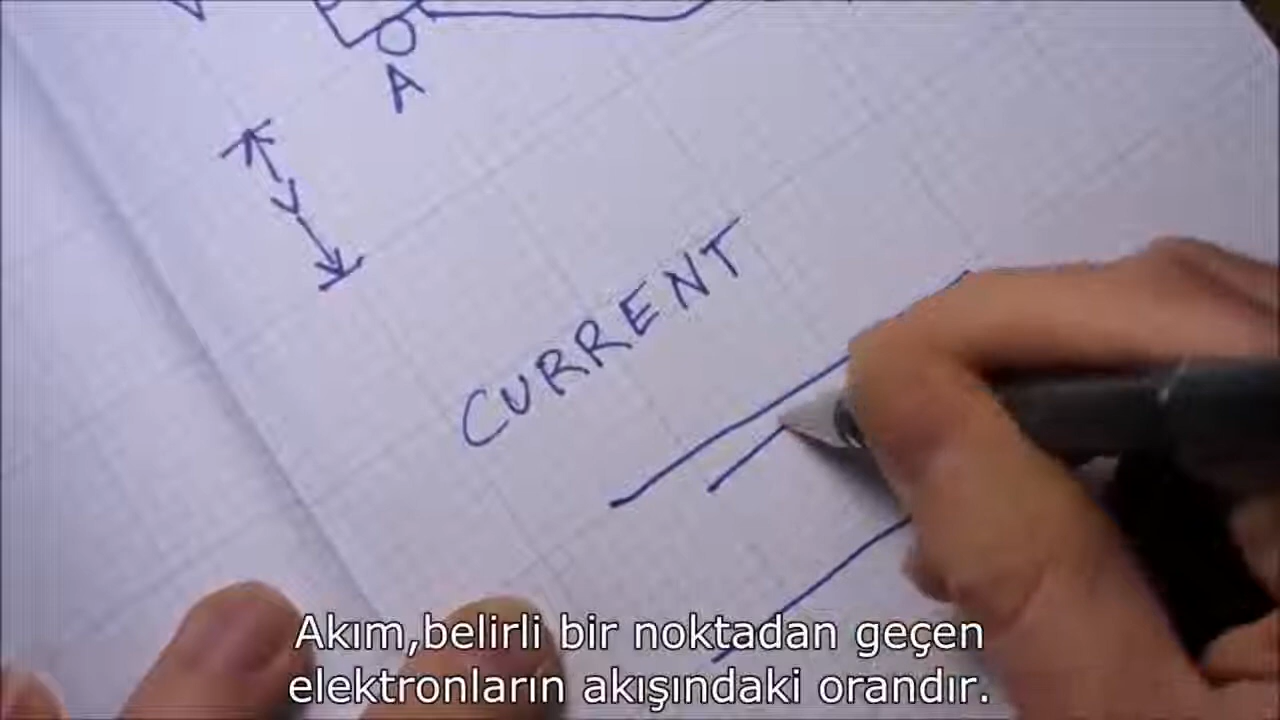 A
V
CURRENT
Akım,belirli bir noktadan geçen
elektronların akışındaki orandır.